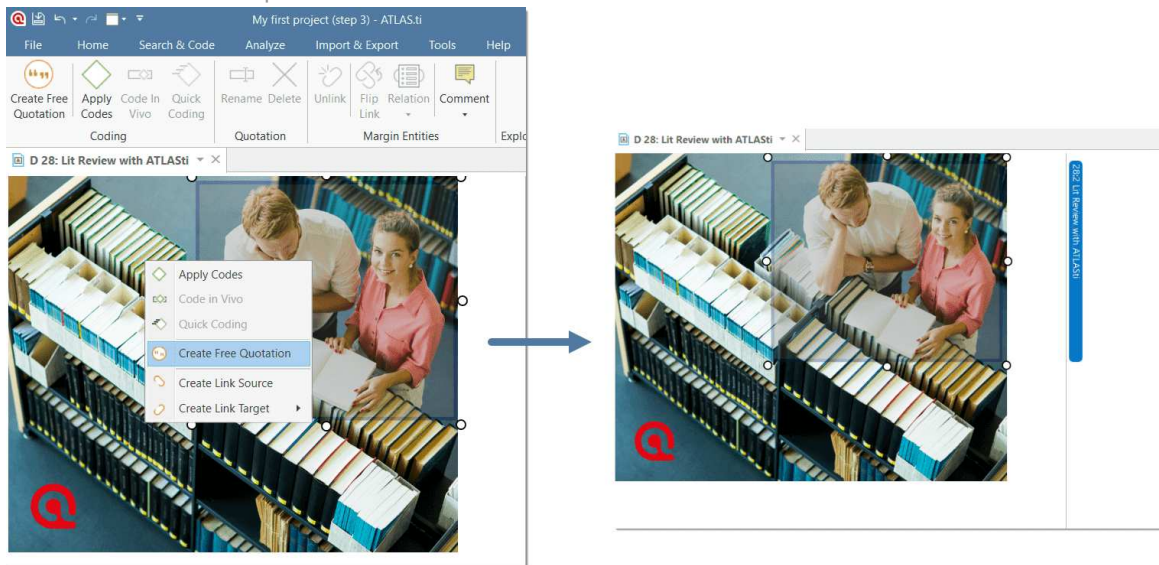 My first project (step 3) - ATLAS.ti
File Home Search & Code Analyze Import & Export Tools Help
Create Free Quotation
Apply Codes
Code In Vivo
Quick Coding
Rename Delete
Unlink
Flip Link
Relation
Comment
Coding Quotation Margin Entities
D 28: Lit Review with ATLASti
Apply Codes
Code in Vivo
Quick Coding
Create Free Quotation
Create Link Source
Create Link Target
D 28: Lit Review with ATLASti
28:2 Lit Review with ATLASti